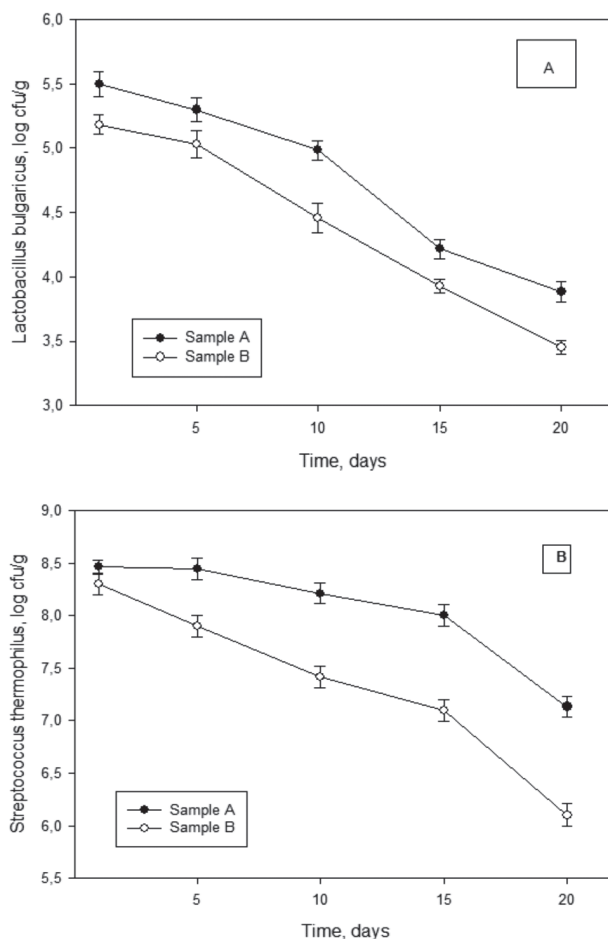 6,0
A
5,5
5,0
4,5
4,0
3,5
3,0
Lactobacillus bulgaricus, log cfu/g
Sample A
Sample B
5
10
15
20
Time, days
9,0
B
8,5
8,0
7,5
7,0
6,5
6,0
5,5
Streptococcus thermophilus, log cfu/g
Sample A
Sample B
5
10
15
20
Time, days